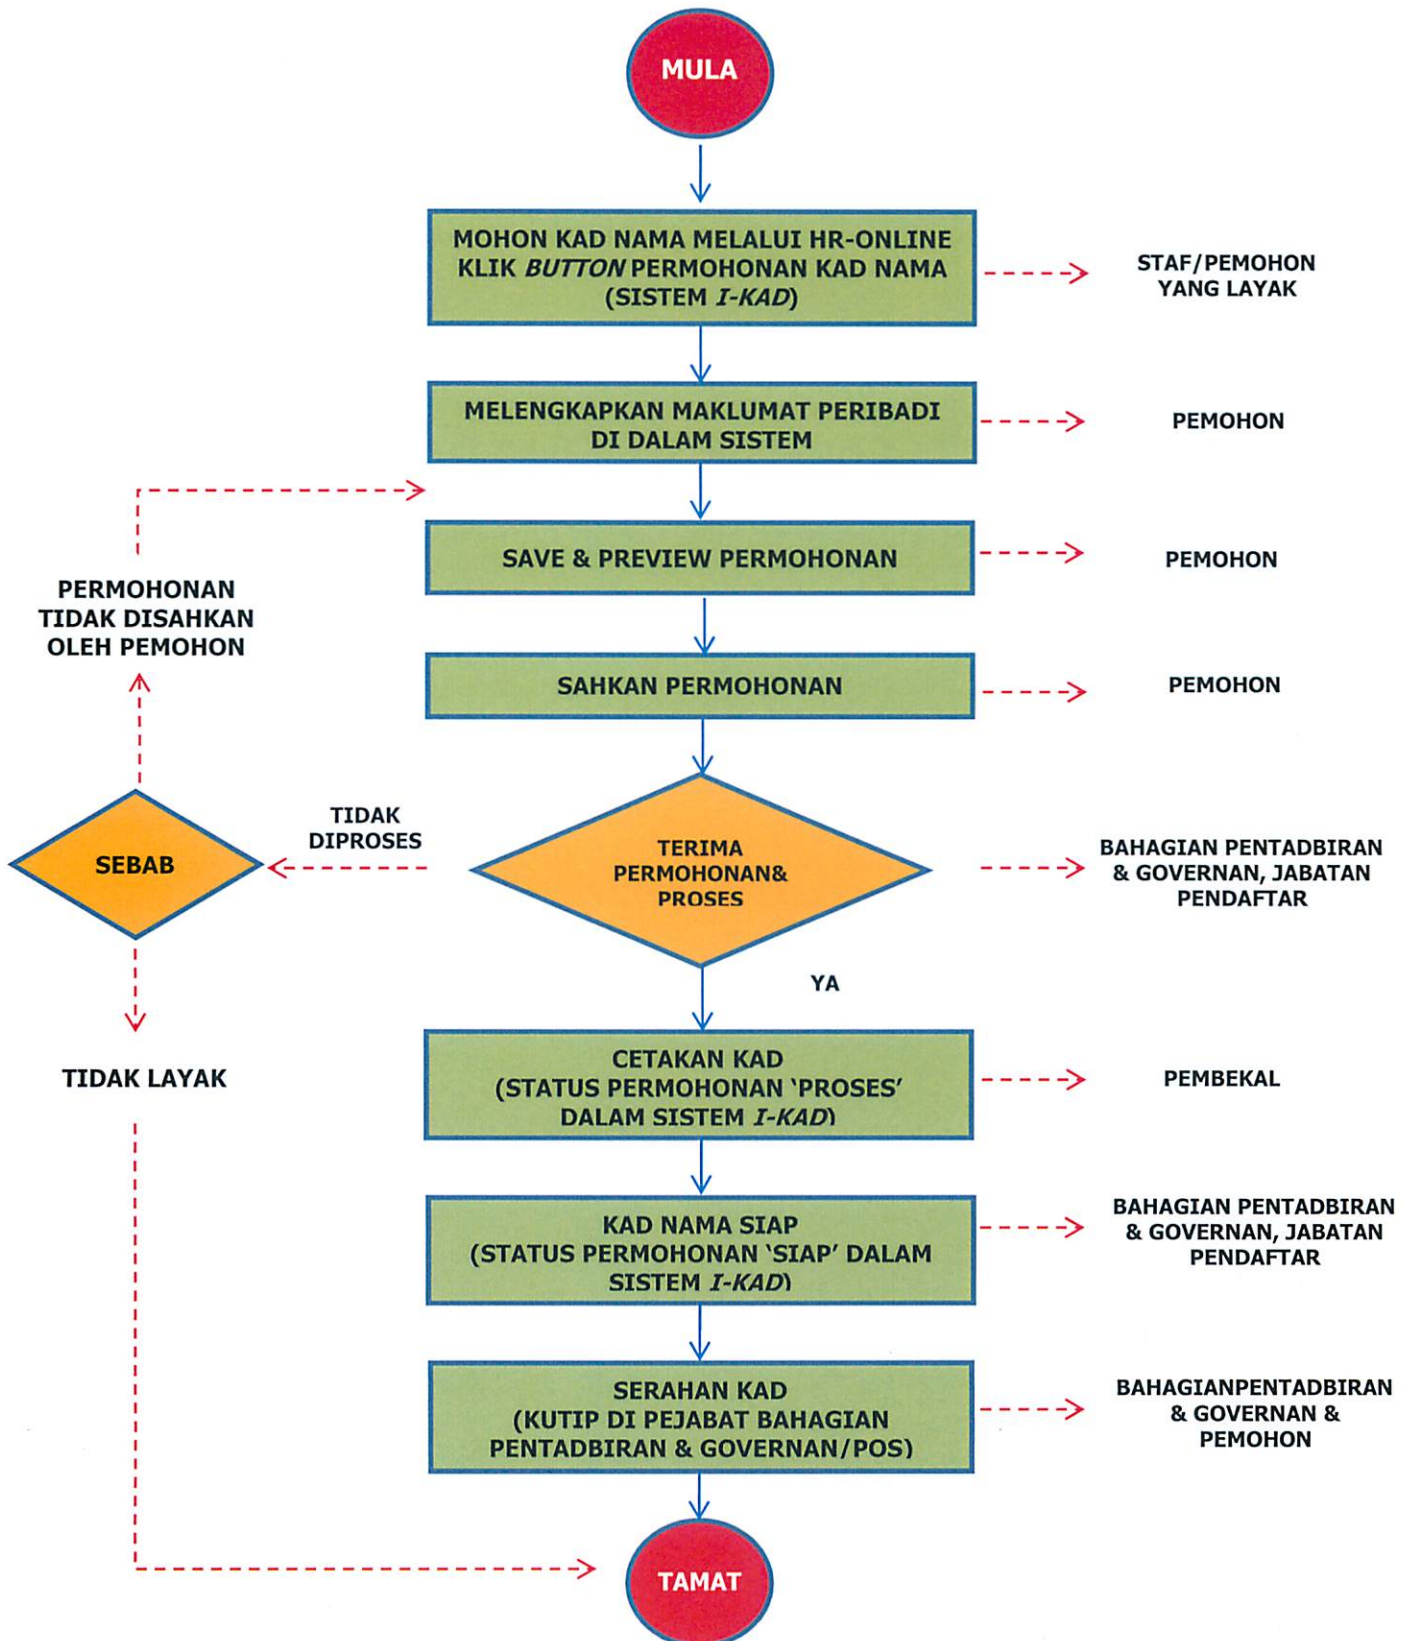 MULA
MOHON KAD NAMA MELALUI HR-ONLINE
KLIK BUTTON PERMOHONAN KAD NAMA
(SISTEM I-KAD)
STAF/PEMOHON
YANG LAYAK
MELENGKAPKAN MAKLUMAT PERIBADI
DI DALAM SISTEM
PEMOHON
SAVE & PREVIEW PERMOHONAN
PEMOHON
PERMOHONAN
TIDAK DISAHKAN
OLEH PEMOHON
SAHKAN PERMOHONAN
PEMOHON
SEBAB
TIDAK
DIPROSES
TERIMA
PERMOHONAN&
PROSES
BAHAGIAN PENTADBIRAN
& GOVERNAN, JABATAN
PENDAFTAR
YA
TIDAK LAYAK
CETAKAN KAD
(STATUS PERMOHONAN ‘PROSES’
DALAM SISTEM I-KAD)
PEMBEKAL
KAD NAMA SIAP
(STATUS PERMOHONAN ‘SIAP’ DALAM
SISTEM I-KAD)
BAHAGIAN PENTADBIRAN
& GOVERNAN, JABATAN
PENDAFTAR
SERAHAN KAD
(KUTIP DI PEJABAT BAHAGIAN
PENTADBIRAN & GOVERNAN/POS)
BAHAGIANPENTADBIRAN
& GOVERNAN &
PEMOHON
TAMAT